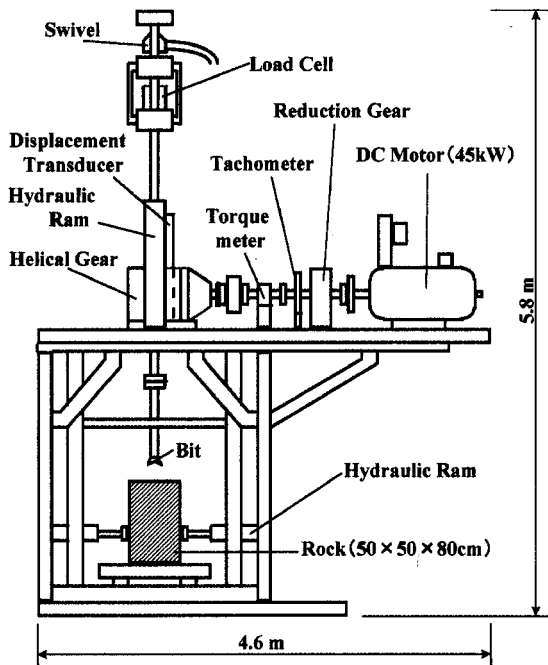 Swivel
Load Cell
Reduction Gear
Displacement
Transducer
Tachometer
DC Motor(45kW)
Hydraulic
Ram
Torque
meter
Helical Gear
5.8 m
Bit
Hydraulic Ram
Rock(50×50×80cm)
4.6 m